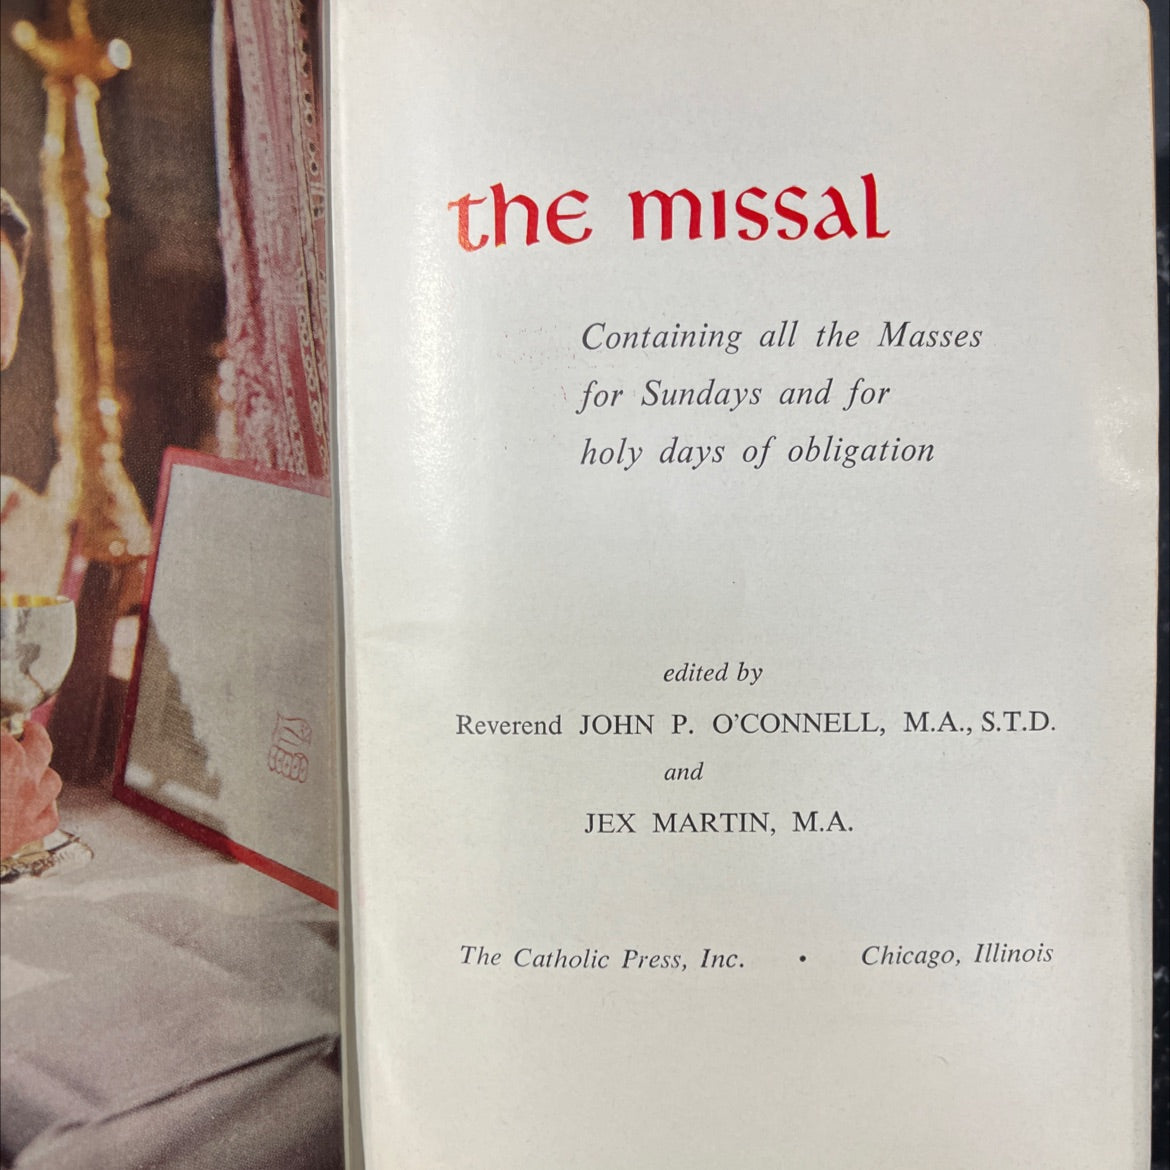 the missal
Containing all the Masses
for Sundays and for
holy days of obligation
edited by
Reverend JOHN P. O'CONNELL, M.A., S.T.D.
and
JEX MARTIN, M.A.
The Catholic Press, Inc. • Chicago, Illinois